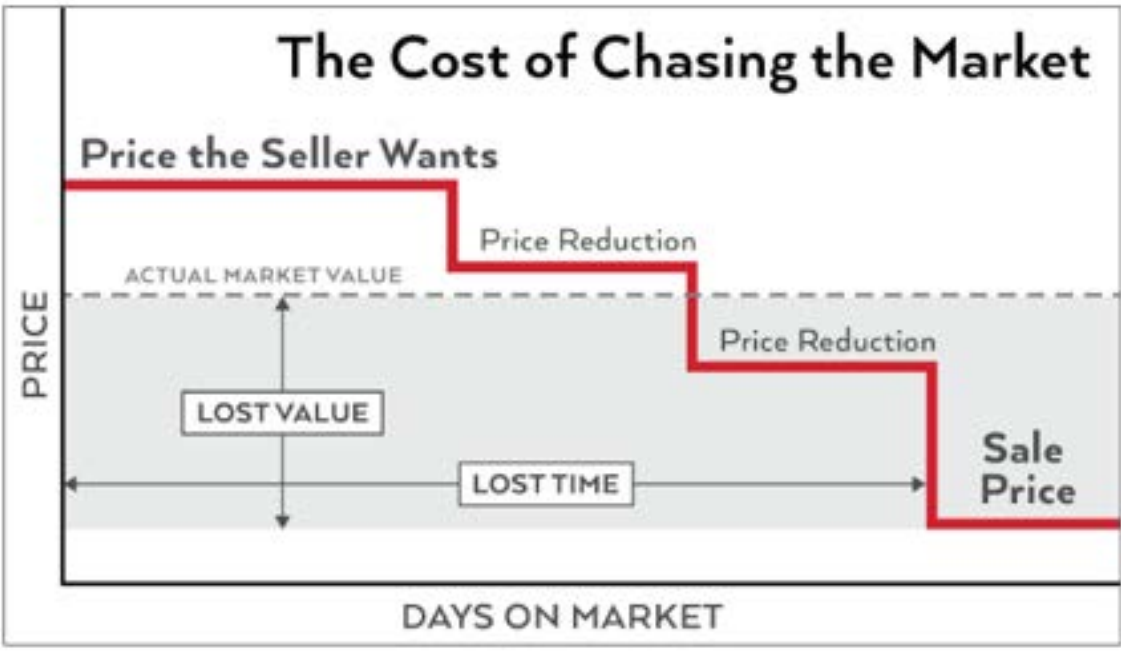 The Cost of Chasing the Market
Price the Seller Wants
Price Reduction
ACTUAL MARKET VALUE
PRICE
Price Reduction
LOST VALUE
LOST TIME
Sale
Price
DAYS ON MARKET